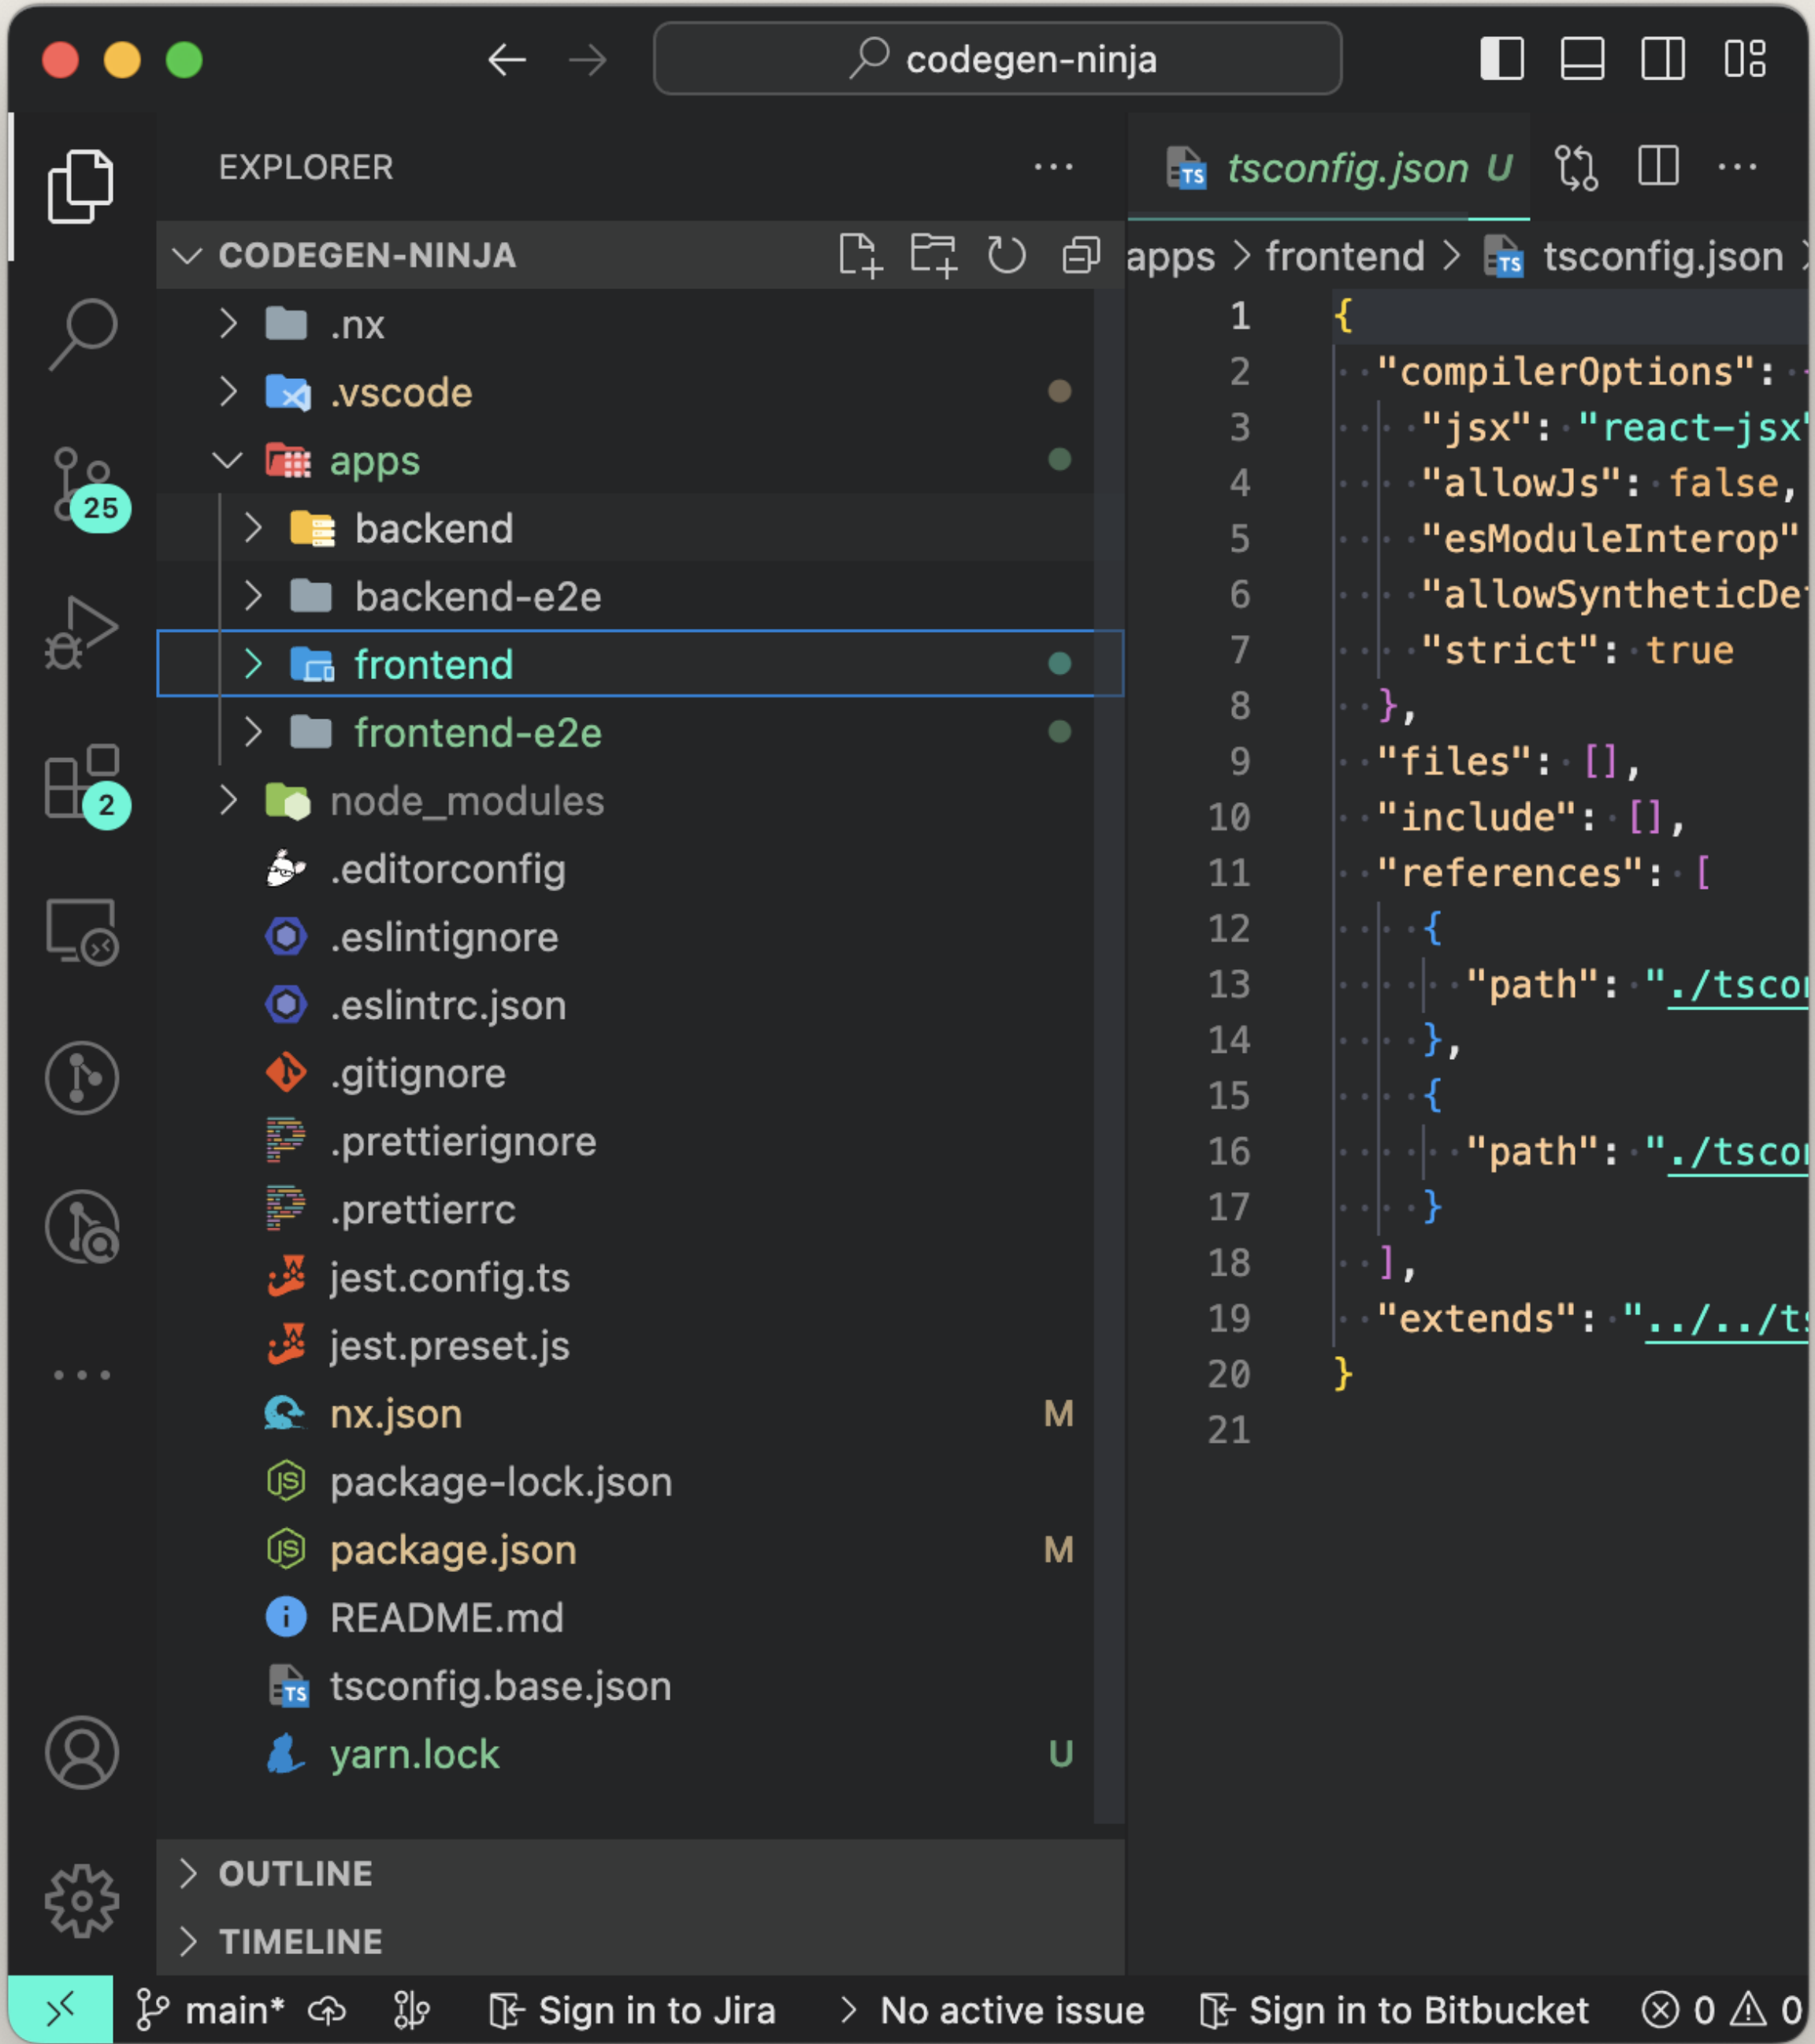 codegen-ninja
EXPLORER
CODEGEN-NINJA
.nx
.vscode
apps
backend
backend-e2e
frontend
frontend-e2e
node_modules
.editorconfig
.eslintignore
.eslintrc.json
.gitignore
.prettierignore
.prettierrc
jest.config.ts
jest.preset.js
nx.json M
package-lock.json
package.json M
README.md
tsconfig.base.json
yarn.lock U
OUTLINE
TIMELINE
25
2
tsconfig.json U
apps > frontend > tsconfig.json
1 {
2 "compilerOptions":
3 "jsx": "react-jsx"
4 "allowJs": false,
5 "esModuleInterop"
6 "allowSyntheticDe
7 "strict": true
8 },
9 "files": [],
10 "include": [],
11 "references": [
12 {
13 "path": "./tscon
14 },
15 {
16 "path": "./tscon
17 }
18 ],
19 "extends": "../../ts
20 }
21
main* Sign in to Jira > No active issue Sign in to Bitbucket 0 0